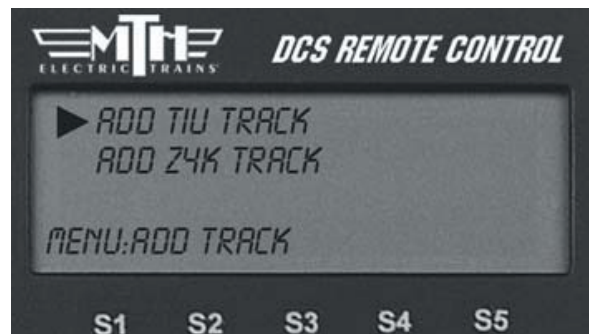 MTH
ELECTRIC TRAINS
DCS REMOTE CONTROL
ADD TIU TRACK
ADD Z4K TRACK
MENU:ADD TRACK
S1 S2 S3 S4 S5